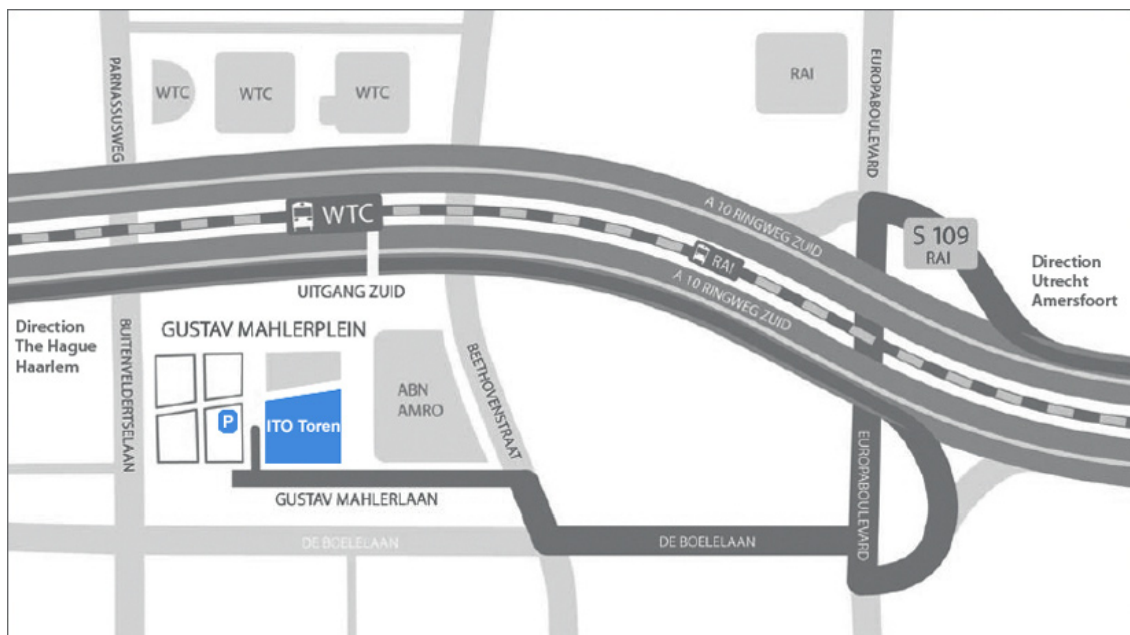 PARNASSUSWEG
WTC
WTC
WTC
RAI
EUROPABOULEVARD
A 10 RINGWEG ZUID
WTC
RAI
S 109
RAI
Direction
Utrecht
Amersfoort
A 10 RINGWEG ZUID
UITGANG ZUID
Direction
The Hague
Haarlem
BUITENVELDERTSELAAN
GUSTAV MAHLERPLEIN
BEETHOVENSTRAAT
ABN
AMRO
P
ITO Toren
EUROPABOULEVARD
GUSTAV MAHLERLAAN
DE BOELELAAN
DE BOELELAAN